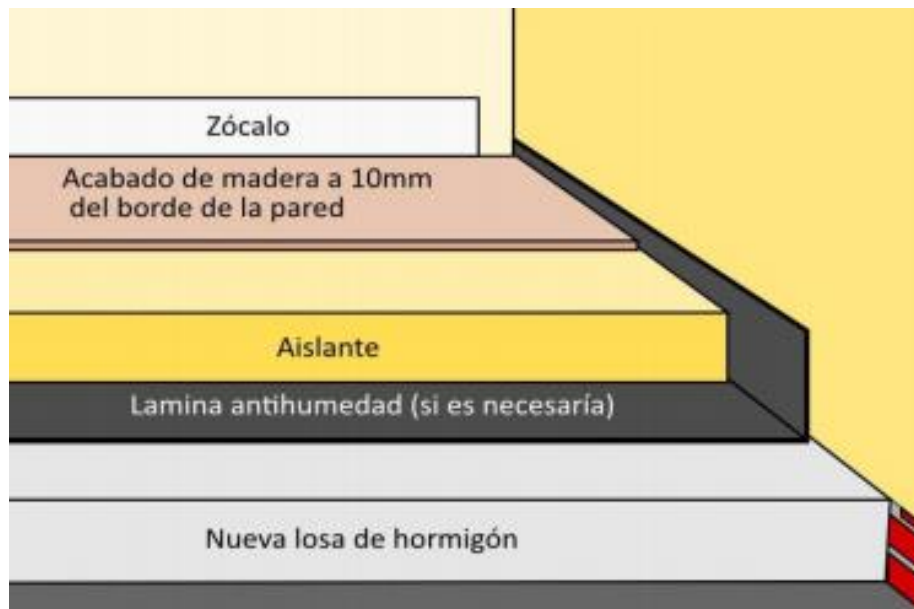 Zócalo
Acabado de madera a 10mm
del borde de la pared
Aislante
Lamina antihumedad (si es necesaría)
Nueva losa de hormigón